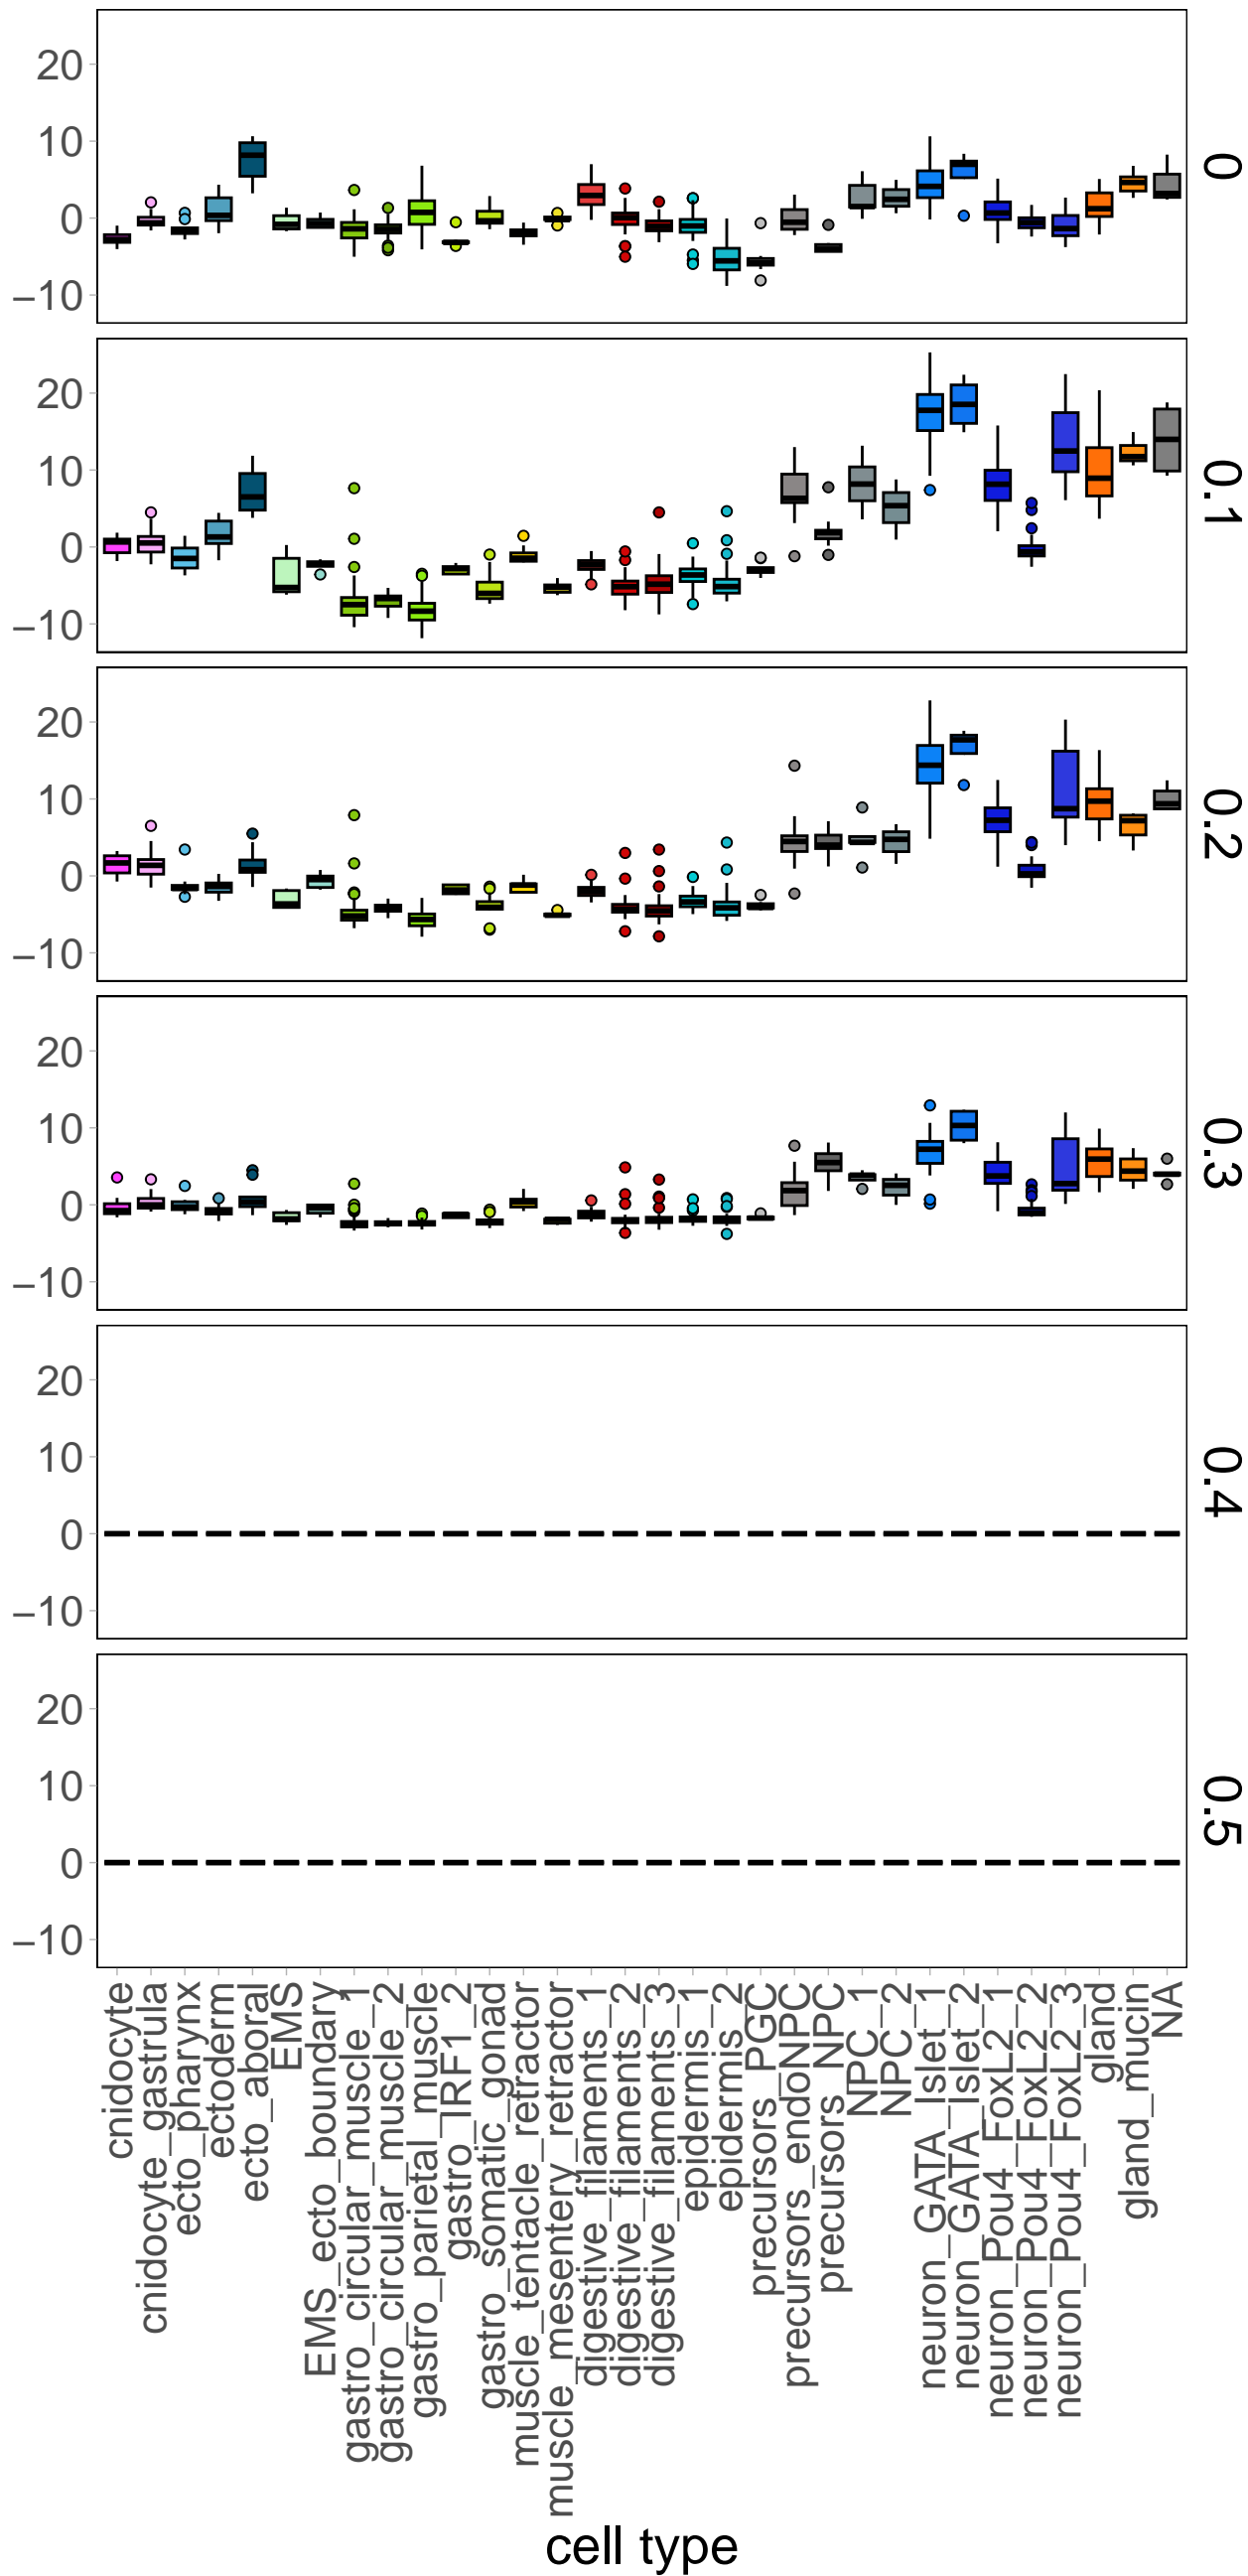 20
10
0
−10
0
20
10
0
−10
0.1
20
10
0
−10
0.2
20
10
0
−10
0.3
20
10
0
−10
0.4
20
10
0
−10
0.5
cnidocyte
cnidocyte_gastrula
ecto_pharynx
ectoderm
ecto_aboral
EMS
EMS_ecto_boundary
gastro_circular_muscle_1
gastro_circular_muscle_2
gastro_parietal_muscle
gastro_IRF1_2
gastro_somatic_gonad
muscle_tentacle_retractor
muscle_mesentery_retractor
digestive_filaments_1
digestive_filaments_2
digestive_filaments_3
epidermis_1
epidermis_2
precursors_PGC
precursors_endoNPC
precursors_NPC
NPC_1
NPC_2
neuron_GATA_Islet_1
neuron_GATA_Islet_2
neuron_Pou4_FoxL2_1
neuron_Pou4_FoxL2_2
neuron_Pou4_FoxL2_3
gland
gland_mucin
NA
cell type